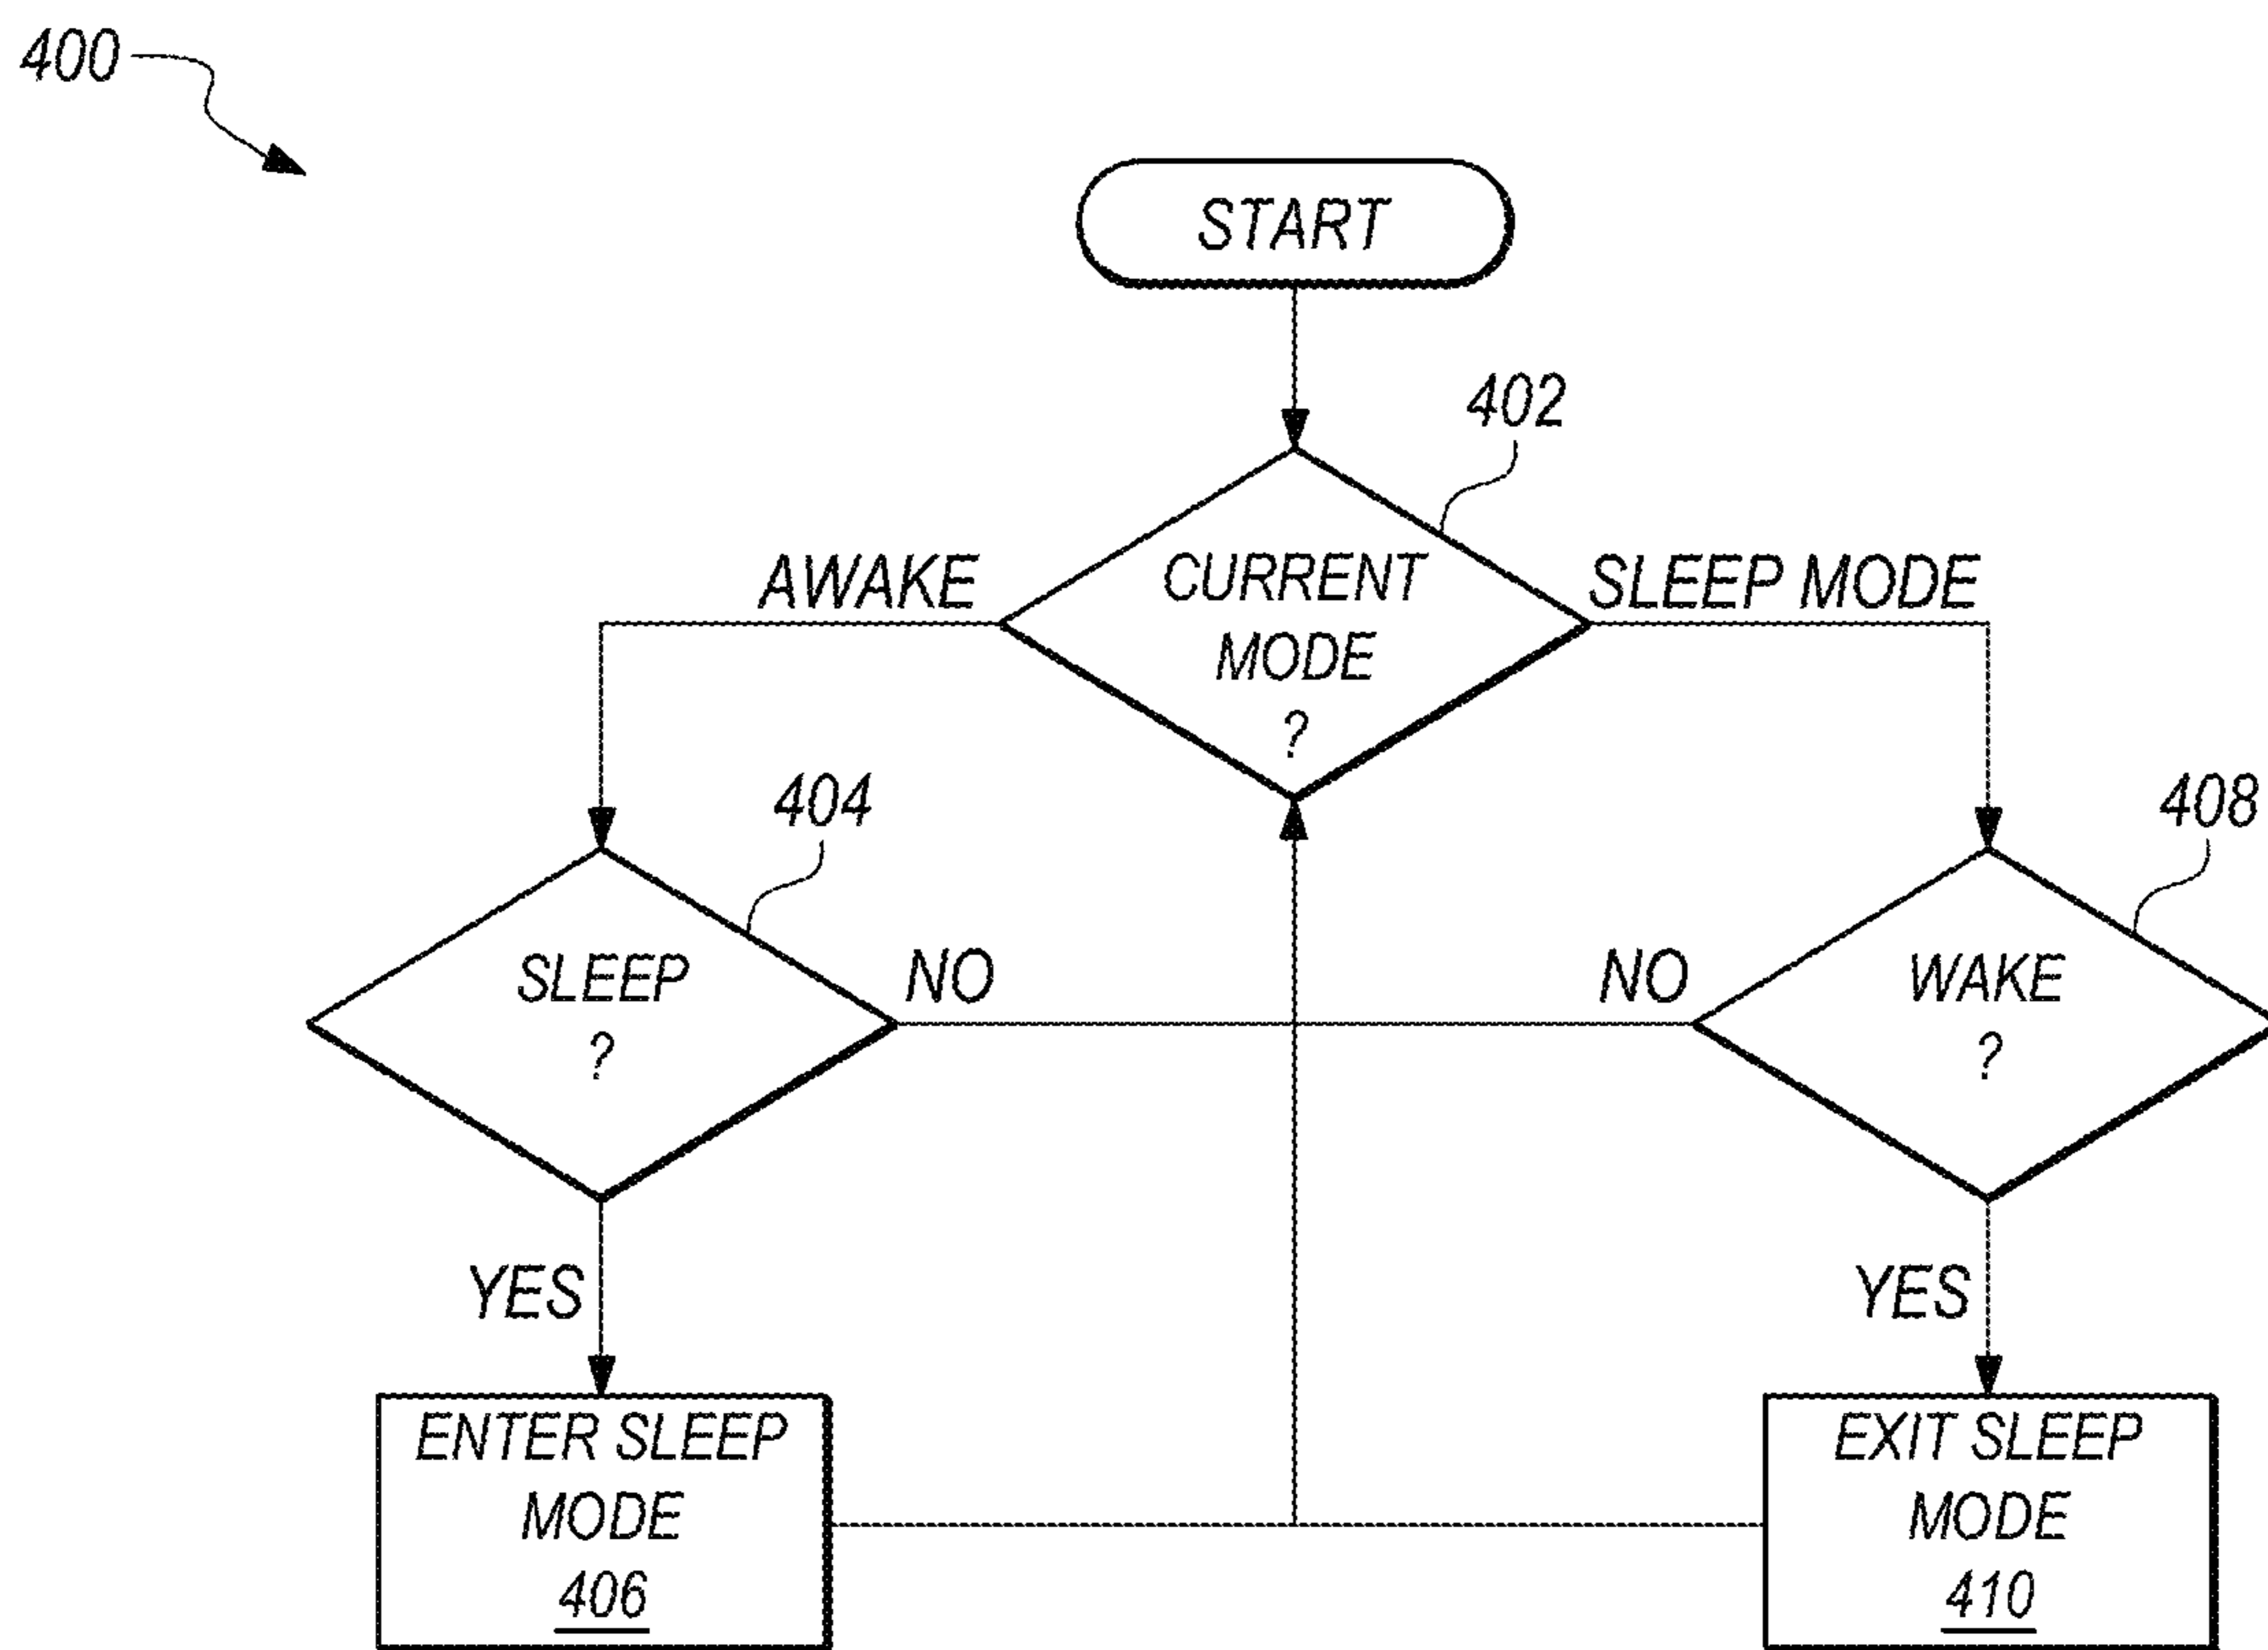 400
START
402
AWAKE
CURRENT
MODE
?
SLEEP MODE
404
408
SLEEP
?
NO
NO
WAKE
?
YES
YES
ENTER SLEEP
MODE
406
EXIT SLEEP
MODE
410